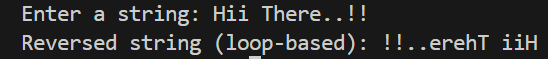 Enter a string: Hii There..!!
Reversed string (loop-based): !!..erehT iiH